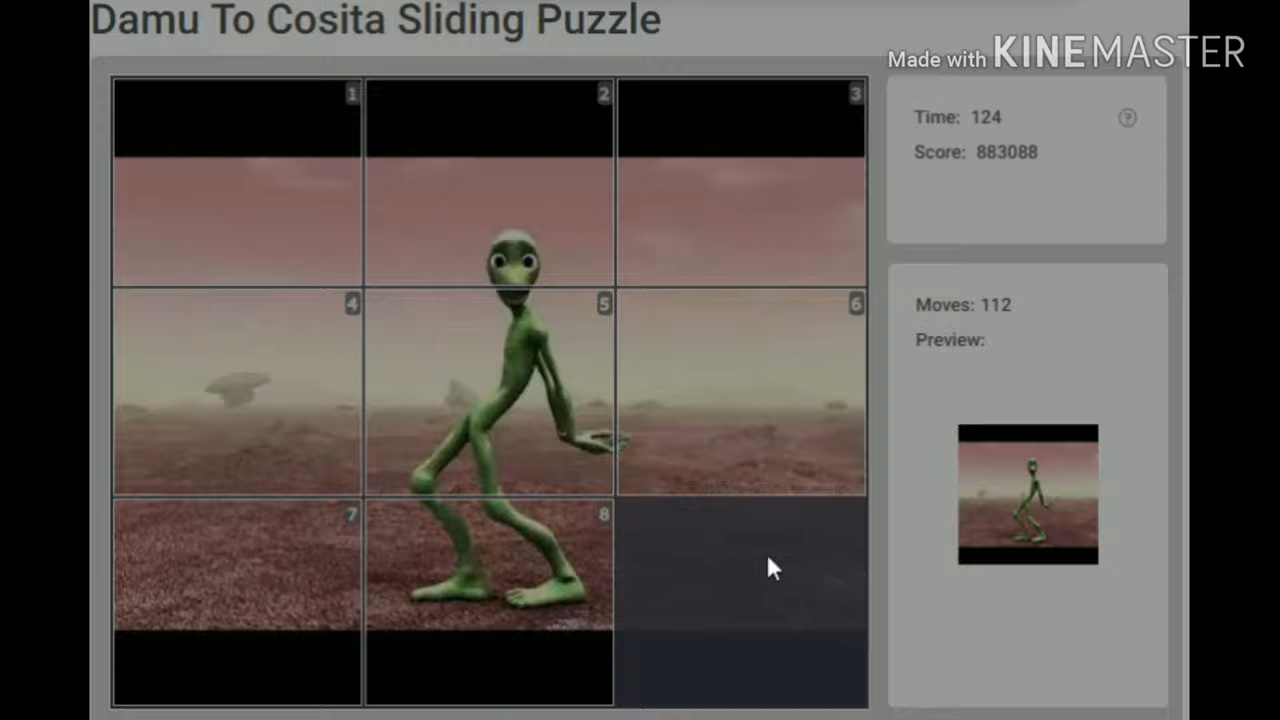 Damu To Cosita Sliding Puzzle
Made with KINEMASTER
1
2
3
Time: 124
?
Score: 883088
4
5
6
Moves: 112
Preview:
7
8